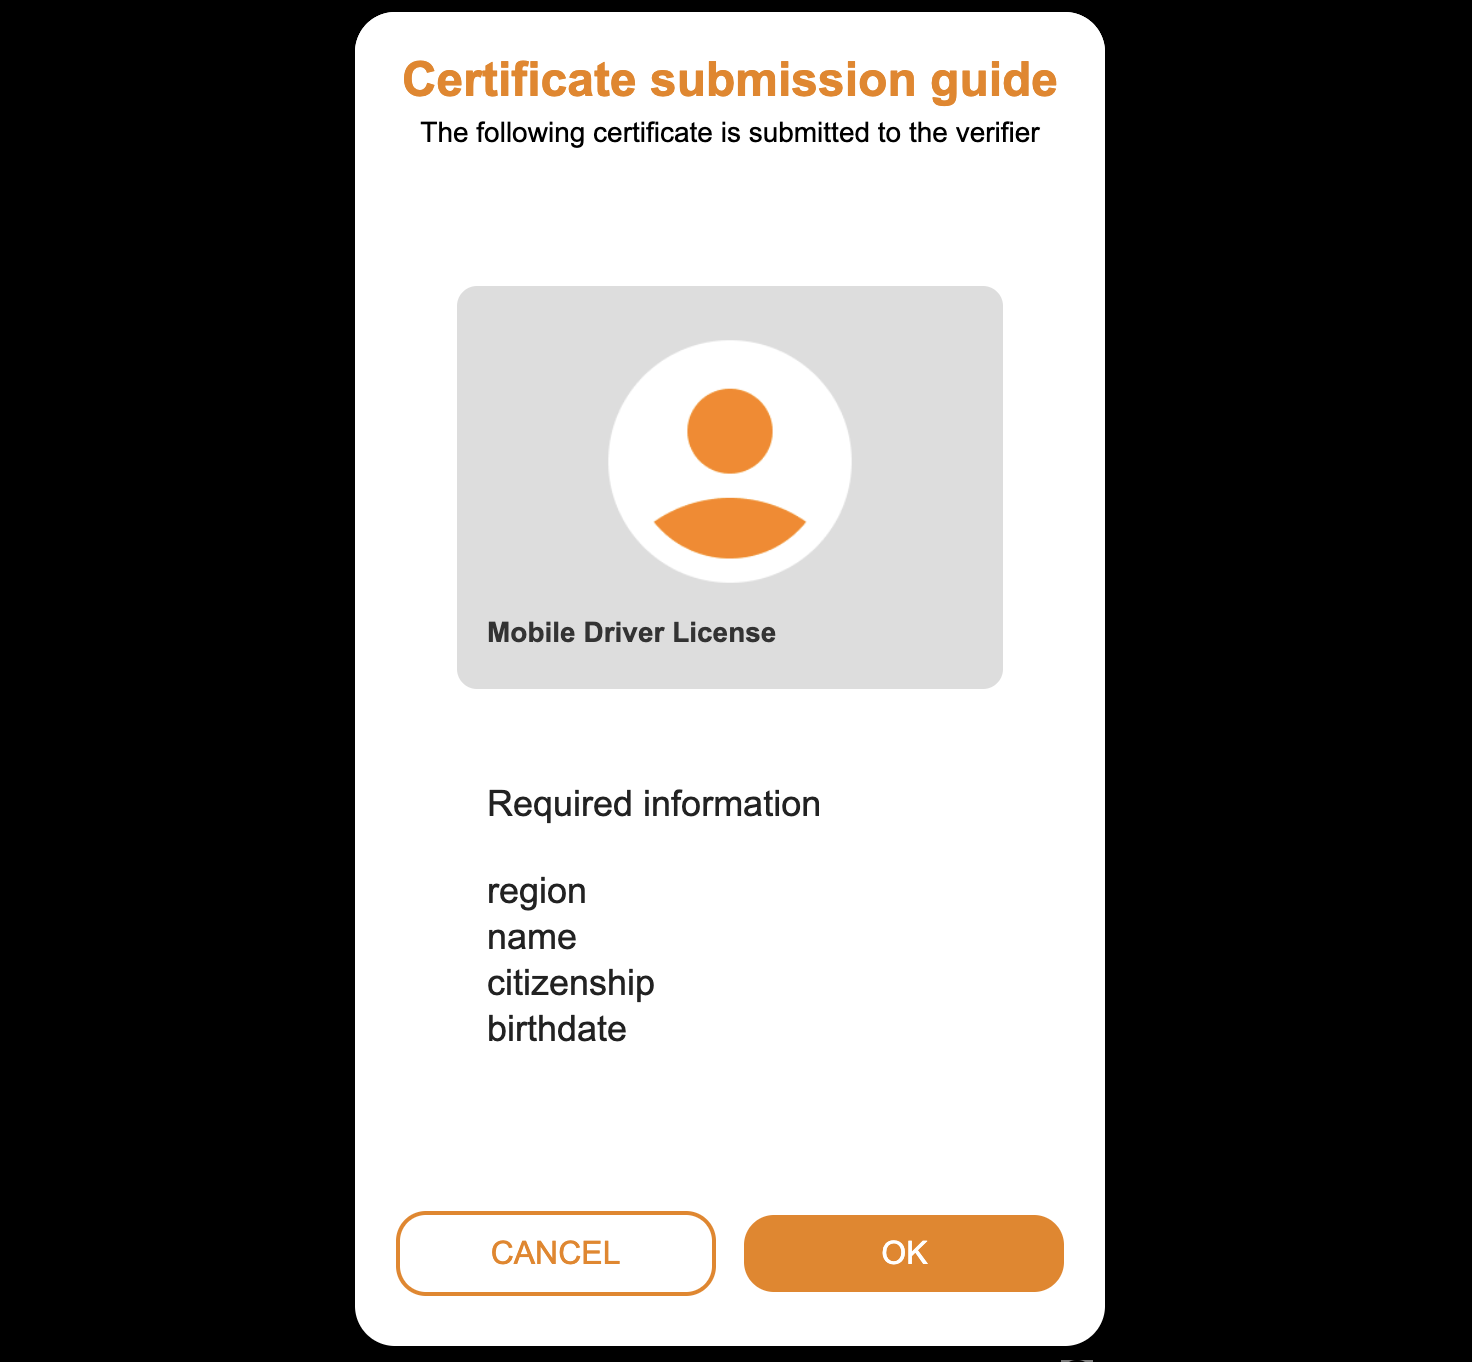 Certificate submission guide
The following certificate is submitted to the verifier
Mobile Driver License
Required information
region
name
citizenship
birthdate
CANCEL
OK